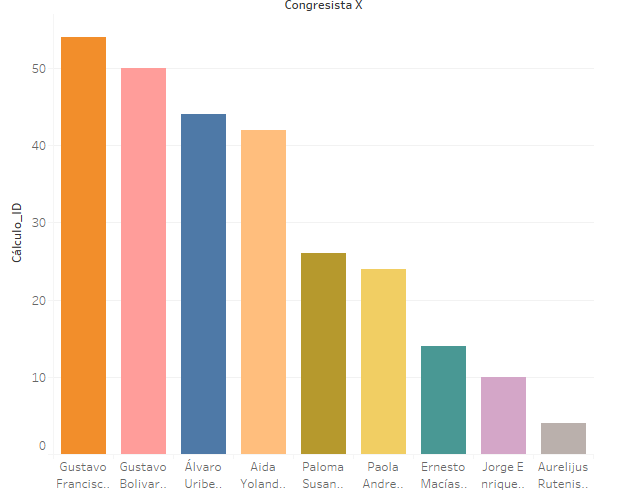 Congresista X
Cálculo_ID
50
40
30
20
10
0
Gustavo Francisc..
Gustavo Bolivar..
Álvaro Uribe..
Aida Yoland..
Paloma Susan..
Paola Andre..
Ernesto Macías..
Jorge E nrique..
Aurelijus Rutenis..